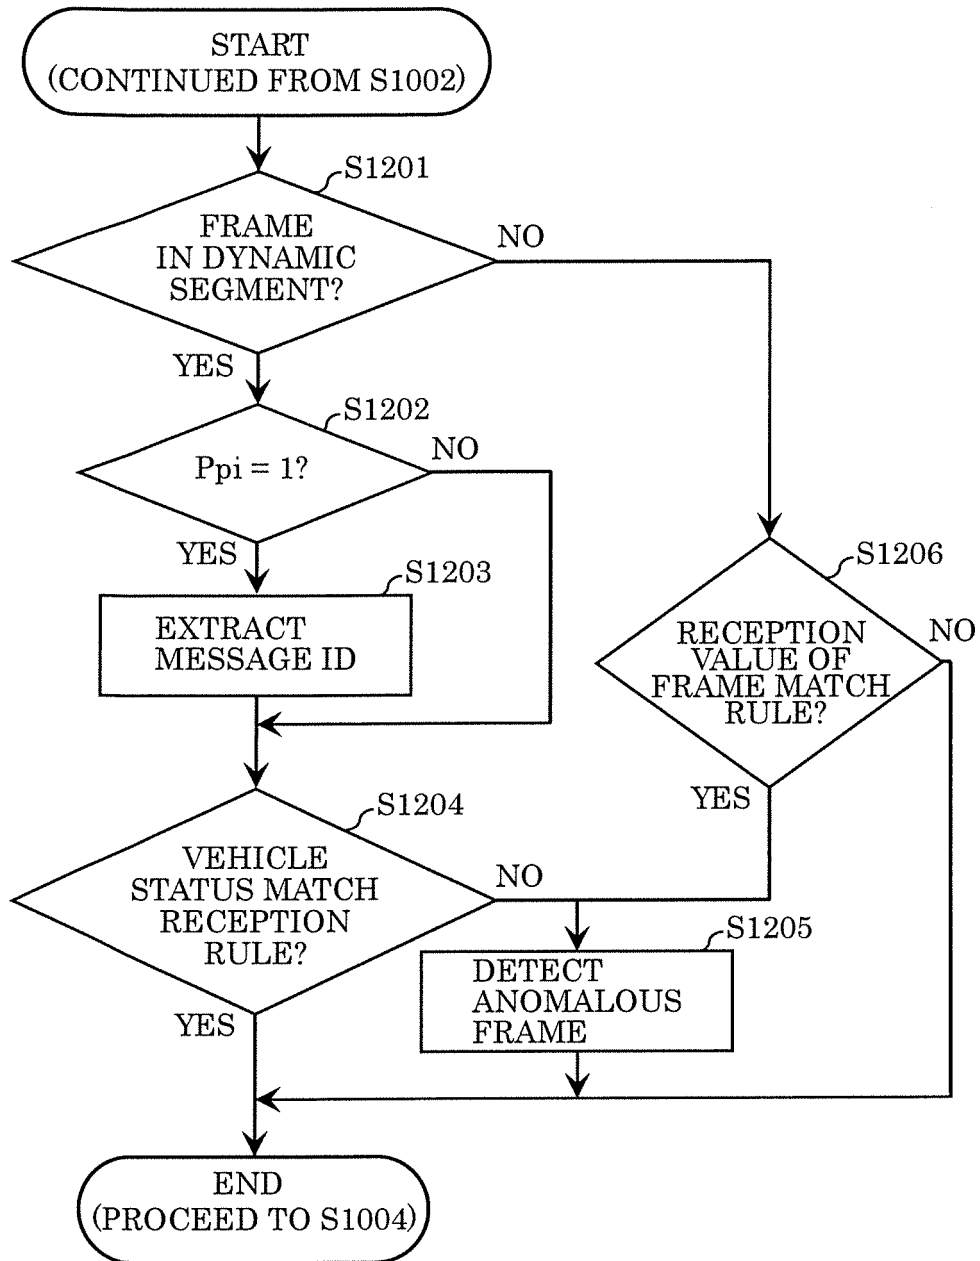 START
(CONTINUED FROM S1002)
S1201
FRAME
IN DYNAMIC
SEGMENT?
NO
YES
S1202
Ppi = 1?
NO
YES
S1203
EXTRACT
MESSAGE ID
S1206
RECEPTION
VALUE OF
FRAME MATCH
RULE?
NO
YES
S1204
VEHICLE
STATUS MATCH
RECEPTION
RULE?
NO
YES
S1205
DETECT
ANOMALOUS
FRAME
END
(PROCEED TO S1004)